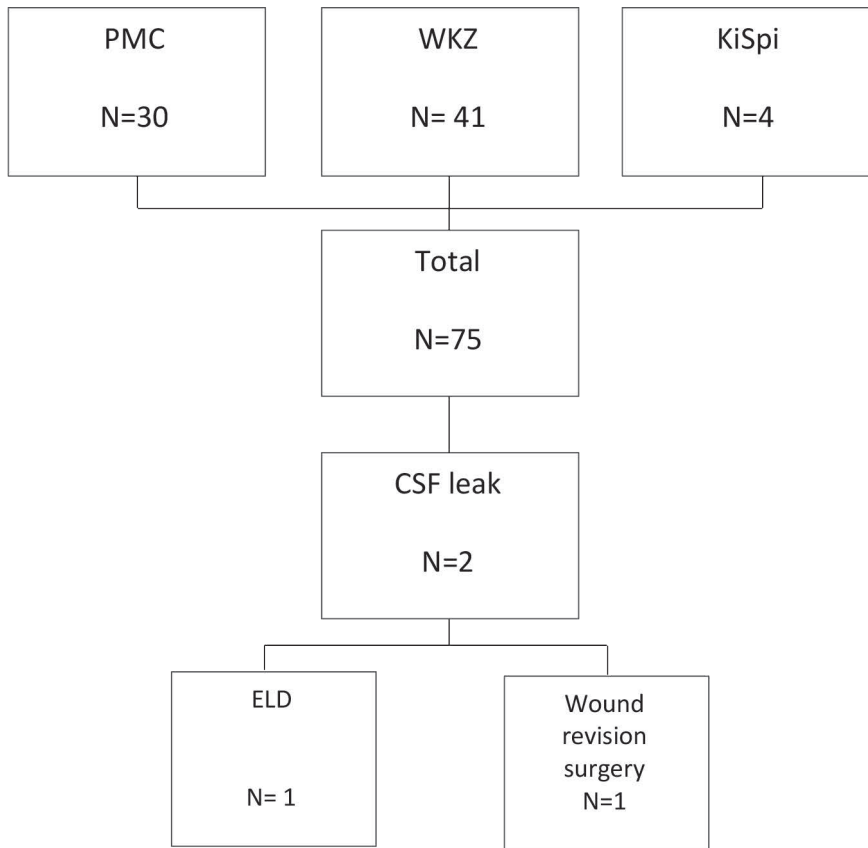 PMC
N=30
WKZ
N= 41
KiSpi
N=4
Total
N=75
CSF leak
N=2
ELD
N= 1
Wound
revision
surgery
N=1